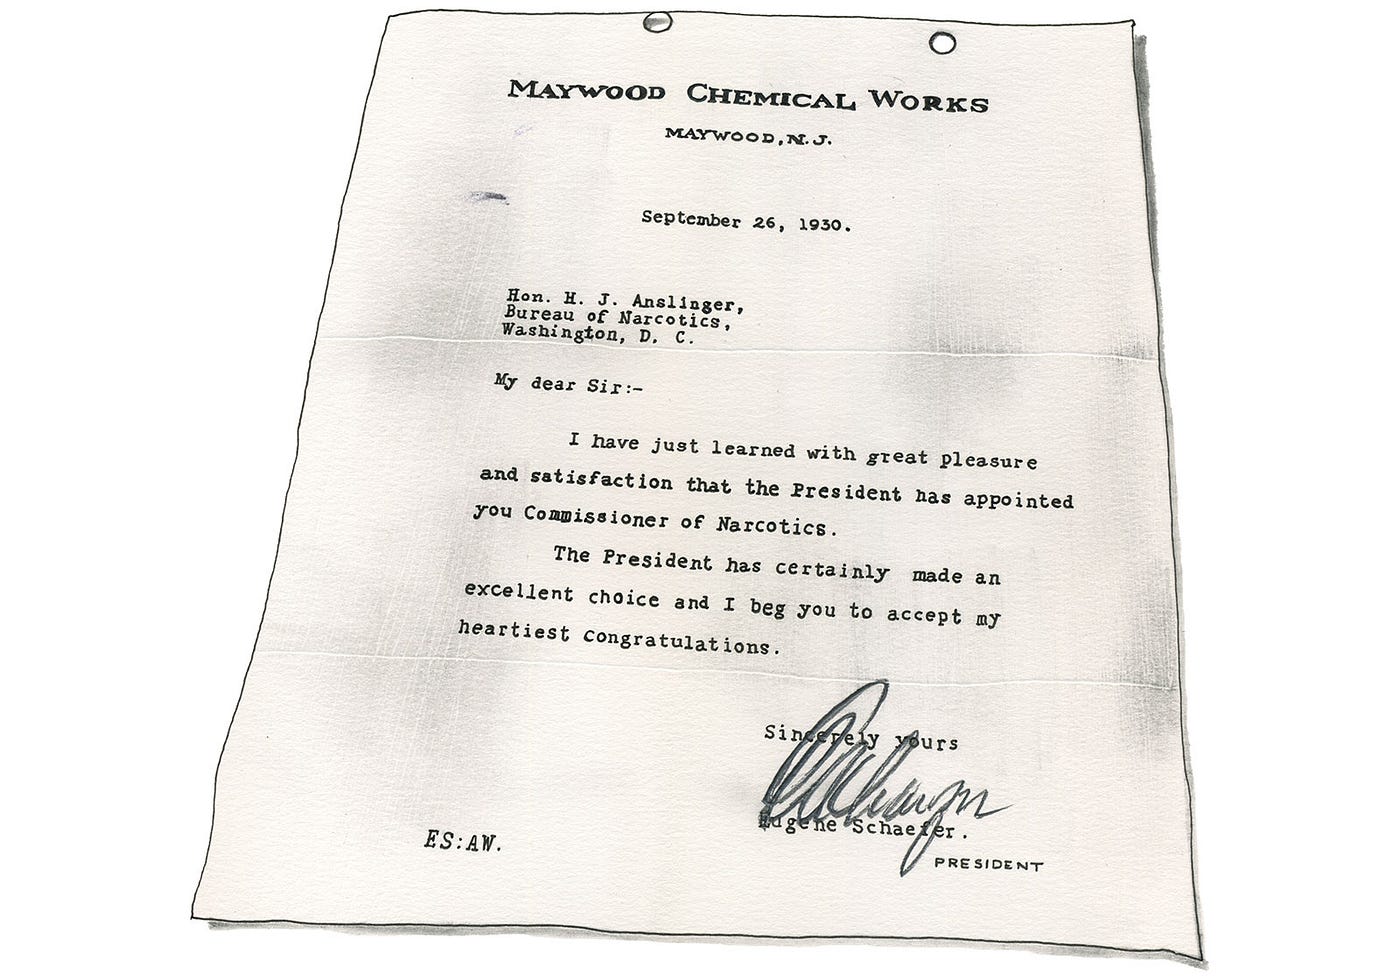 MAYWOOD CHEMICAL WORKS
MAYWOOD, N. J.
September 26, 1930.
Hon. H. J. Anslinger,
Bureau of Narcotics,
Washington, D. C.
My dear Sir:-
I have just learned with great pleasure
and satisfaction that the President has appointed
you Commissioner of Narcotics.
The President has certainly made an
excellent choice and I beg you to accept my
heartiest congratulations.
Sincerely yours
Eugene Schaefer.
PRESIDENT
ES:AW.